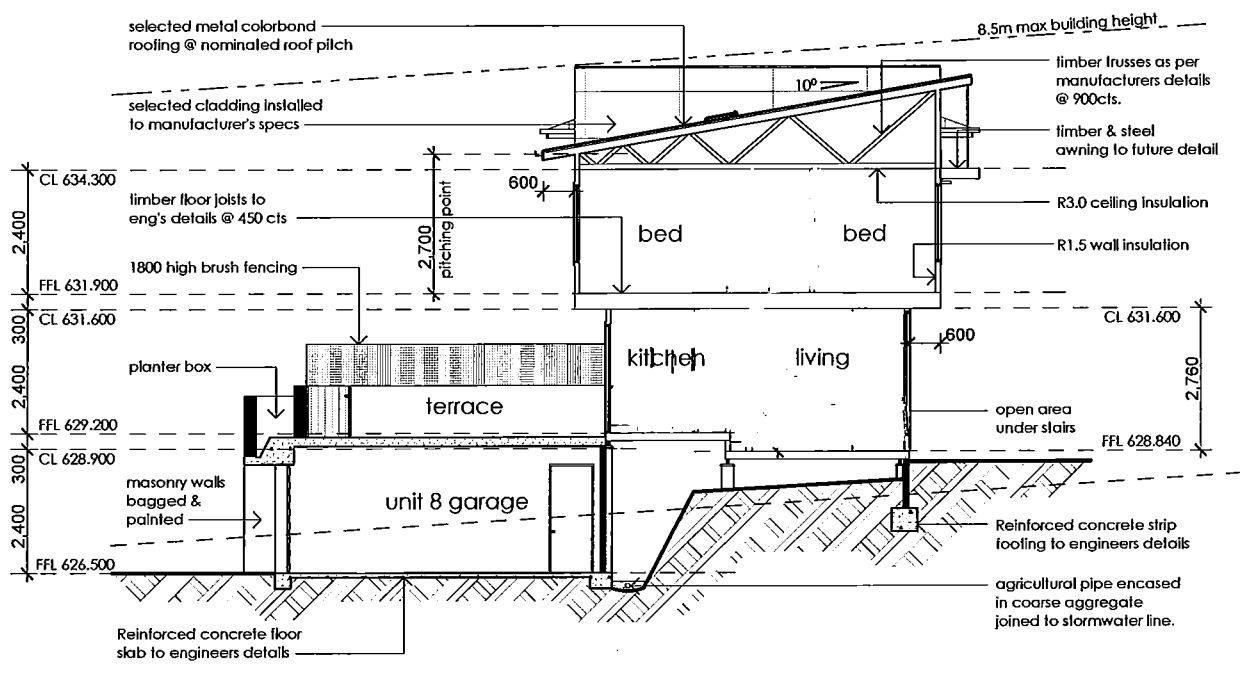 selected metal colorbond
roofing @ nominated roof pitch
8.5m max building height
timber trusses as per
manufacturers details
@ 900cts.
10°
selected cladding installed
to manufacturer's specs
timber & steel
awning to future detail
CL 634.300
600
timber floor joists to
eng's details @ 450 cts
2,400
2,700
pitching point
bed
bed
R3.0 ceiling insulation
R1.5 wall insulation
1800 high brush fencing
FFL 631.900
300
CL 631.600
CL 631.600
600
kitchen
living
planter box
2,400
2,760
terrace
open area
under stairs
FFL 629.200
FFL 628.840
300
CL 628.900
masonry walls
bagged &
painted
unit 8 garage
2,400
Reinforced concrete strip
footing to engineers details
FFL 626.500
agricultural pipe encased
in coarse aggregate
joined to stormwater line.
Reinforced concrete floor
slab to engineers details